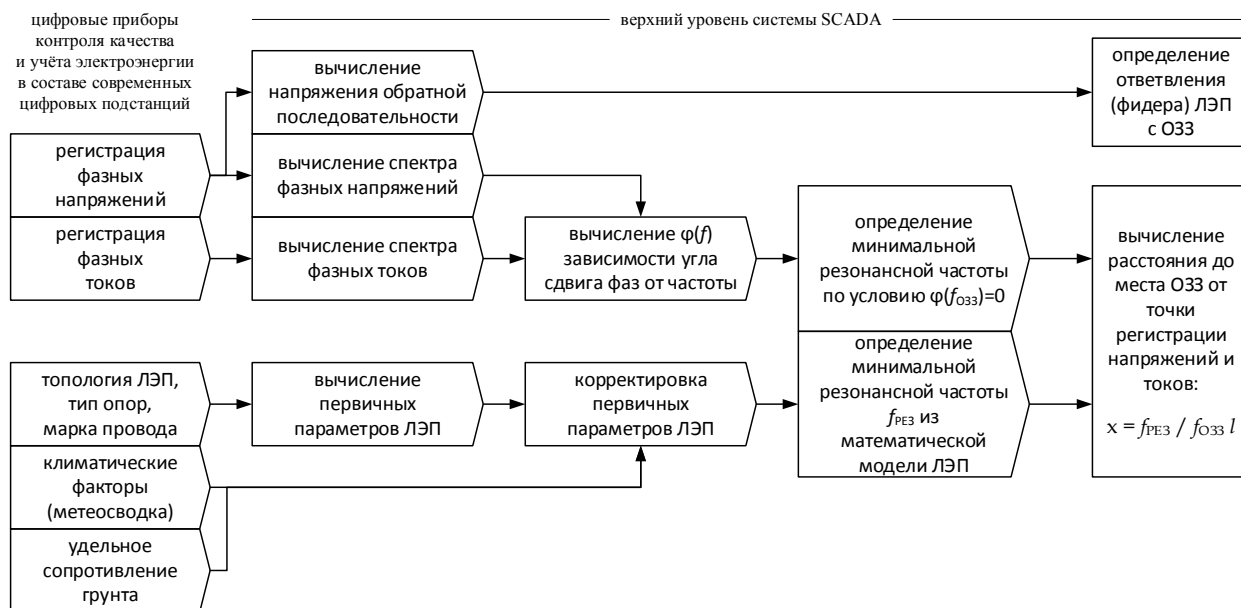 цифровые приборы
контроля качества
и учёта электроэнергии
в составе современных
цифровых подстанций
верхний уровень системы SCADA
вычисление
напряжения обратной
последовательности
определение
ответвления
(фидера) ЛЭП
с ОЗЗ
регистрация
фазных
напряжений
вычисление спектра
фазных напряжений
регистрация
фазных
токов
вычисление спектра
фазных токов
вычисление φ(f)
зависимости угла
сдвига фаз от частоты
определение
минимальной
резонансной частоты
по условию φ(fОЗЗ)=0
вычисление
расстояния до
места ОЗЗ от
точки
регистрации
напряжений и
токов:
x = fРЕЗ / fОЗЗ l
топология ЛЭП,
тип опор,
марка провода
вычисление
первичных
параметров ЛЭП
корректировка
первичных
параметров ЛЭП
определение
минимальной
резонансной
частоты
fРЕЗ из
математической
модели ЛЭП
климатические
факторы
(метеосводка)
удельное
сопротивление
грунта